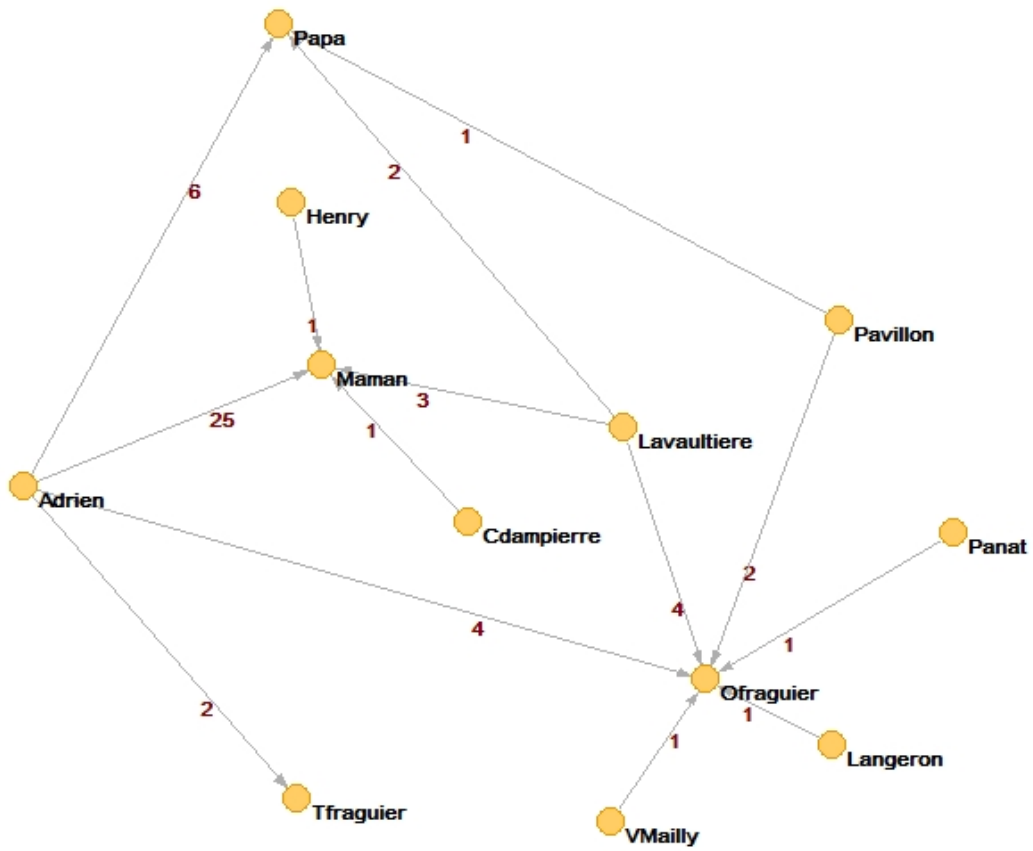 Papa
1
2
6
Henry
1
Pavillon
Maman
3
25
1
Lavaultiere
Adrien
Cdampierre
Panat
2
4
4
1
Ofraguier
2
1
1
Langeron
Tfraguier
VMailly